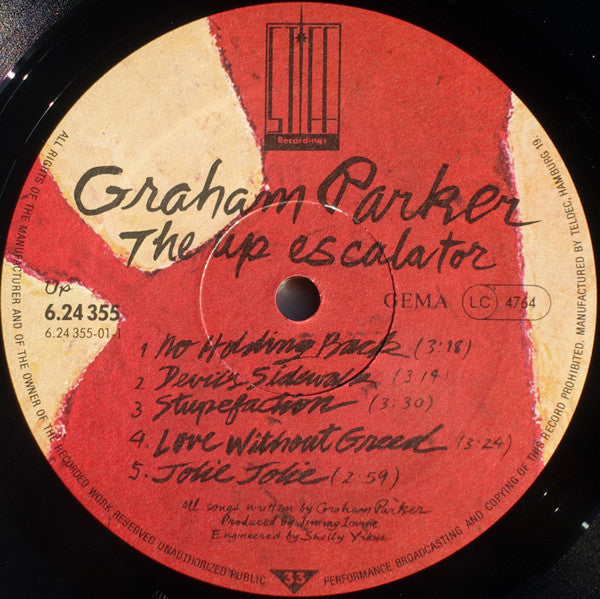 STIFF
Recordings
Graham Parker
The up escalator
Up
6.24 355
6.24 355-01-1
GEMA LC 4764
1 No Holding Back (3:18)
2 Devils Sidewalk (3:14)
3 Stupefaction (3:30)
4. Love Without Greed (3:24)
5. Jolie Jolie (2:59)
All songs written by Graham Parker
Produced by Jimmy Iovine
Engineered by Shelly Yakus
33
ALL RIGHTS OF THE MANUFACTURER AND OF THE OWNER OF THE RECORDED WORK RESERVED UNAUTHORIZED PUBLIC PERFORMANCE BROADCASTING AND COPYING OF THIS RECORD PROHIBITED. MANUFACTURED BY TELDEC, HAMBURG 19.